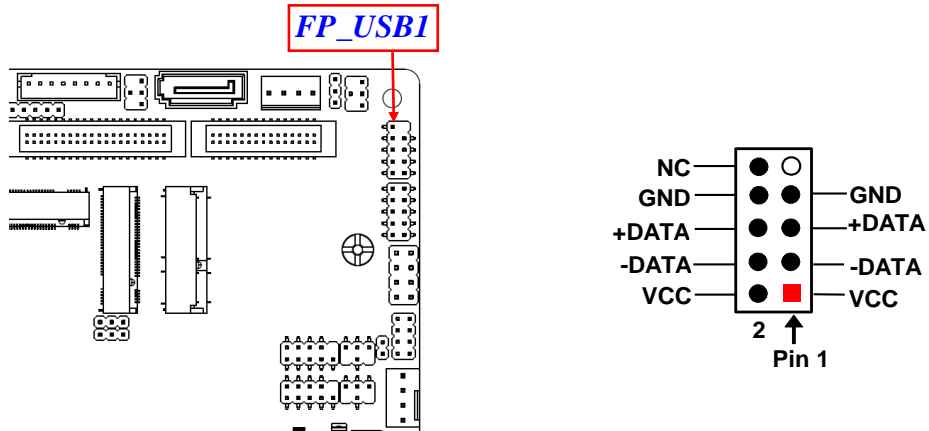 FP_USB1
NC
GND GND
+DATA +DATA
-DATA -DATA
VCC VCC
2
Pin 1